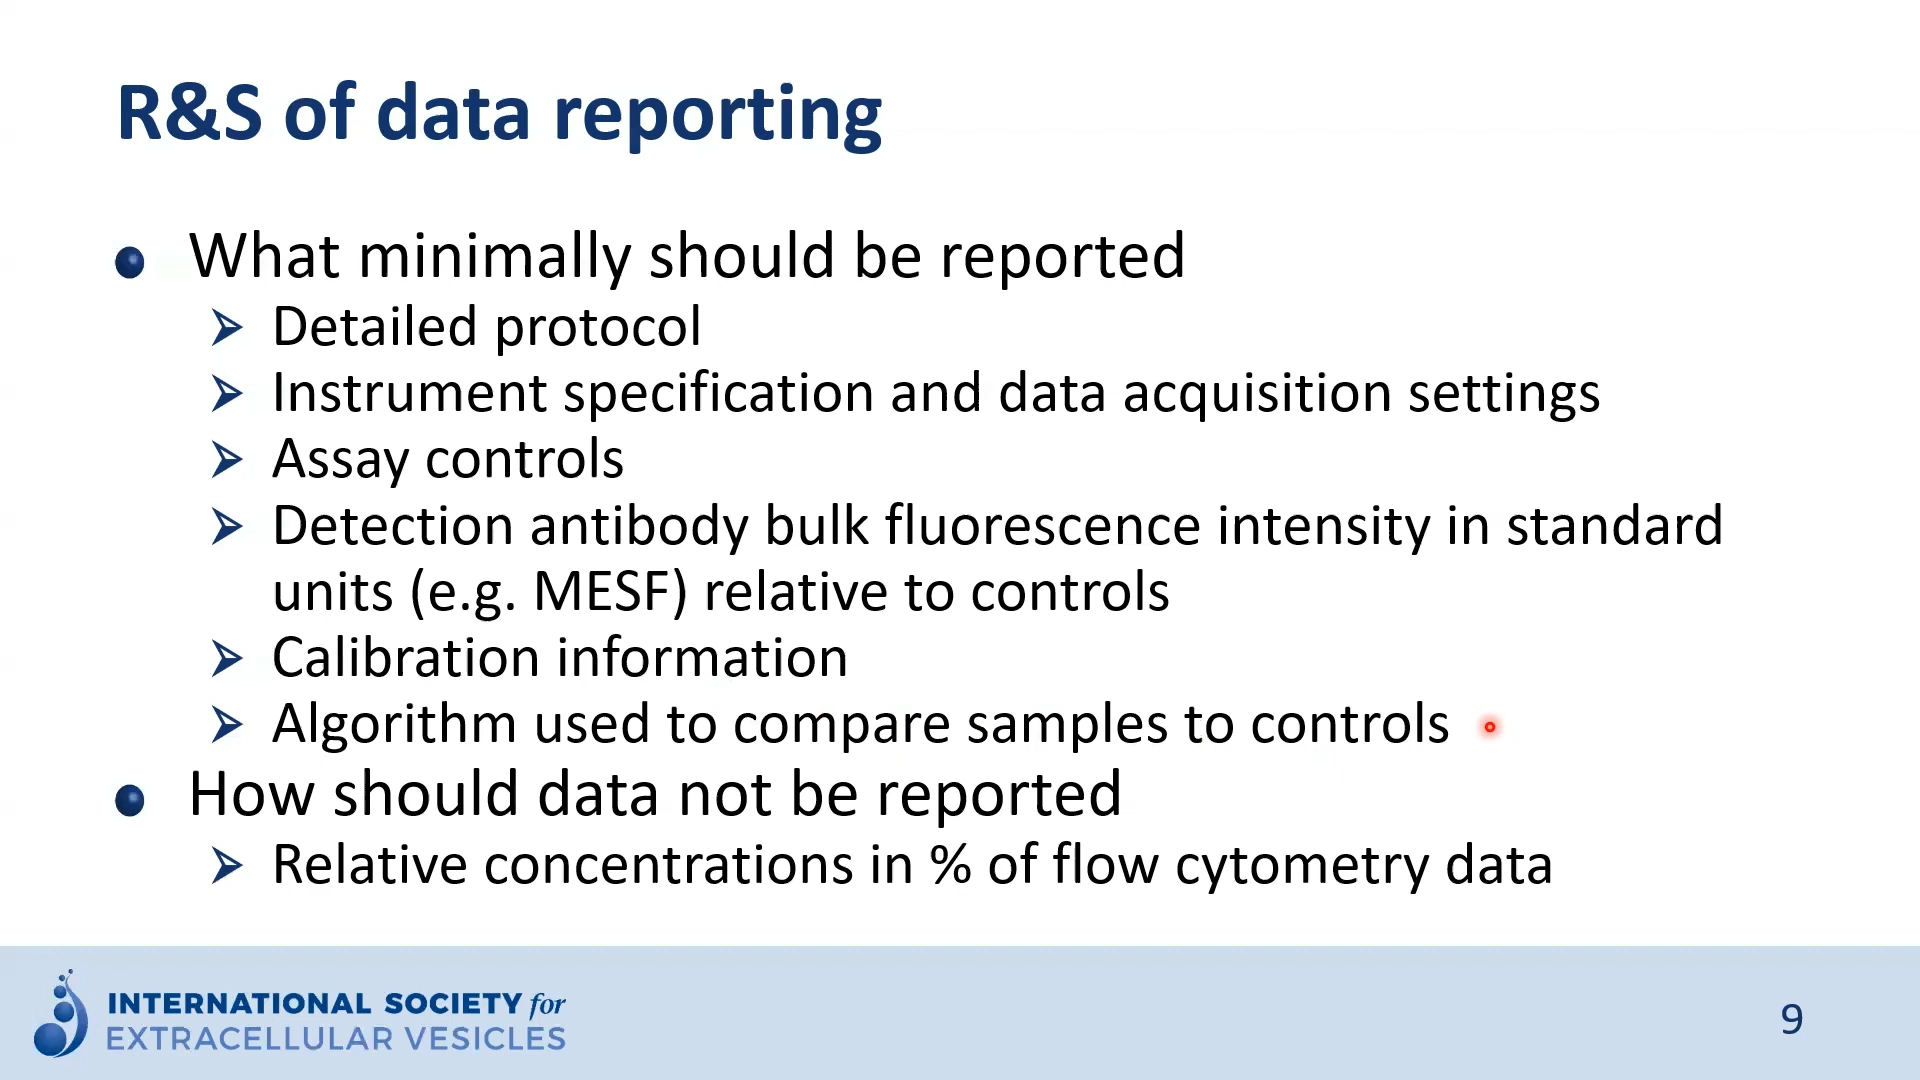 R&S of data reporting
What minimally should be reported
Detailed protocol
Instrument specification and data acquisition settings
Assay controls
Detection antibody bulk fluorescence intensity in standard
units (e.g. MESF) relative to controls
Calibration information
Algorithm used to compare samples to controls
How should data not be reported
Relative concentrations in % of flow cytometry data
INTERNATIONAL SOCIETY for
EXTRACELLULAR VESICLES
9